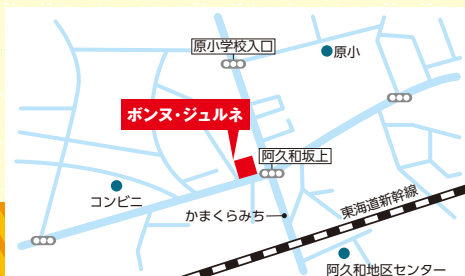 原小学校入口
原小
ボンヌ・ジュルネ
阿久和坂上
コンビニ
かまくらみち
東海道新幹線
阿久和地区センター